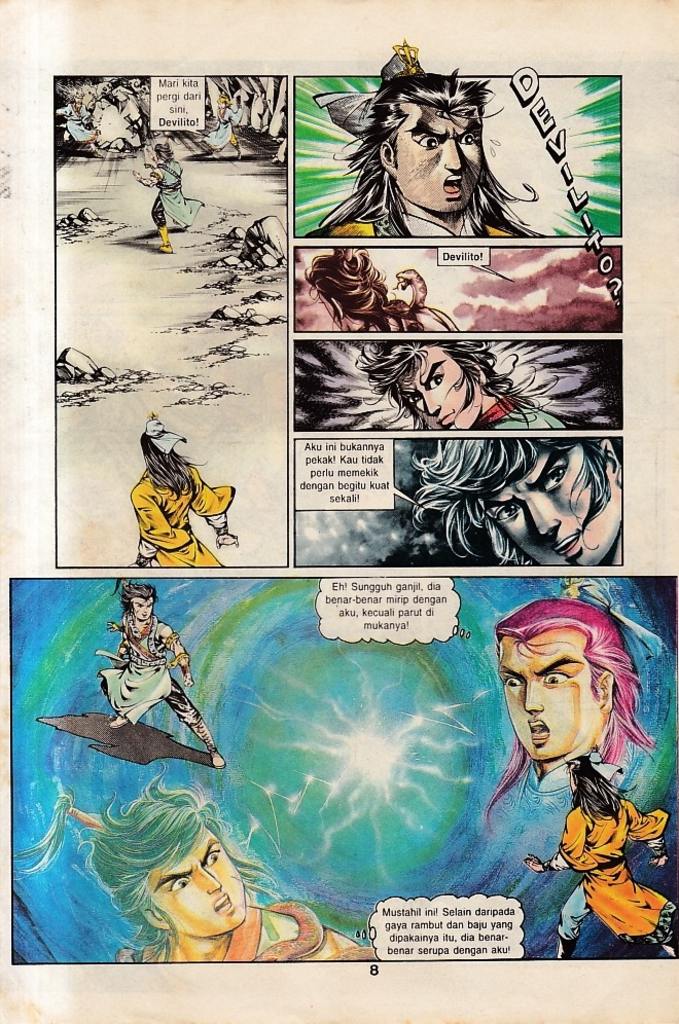 Mari kita
pergi dari
sini,
Devilito!
DEVILITO?
Devilito!
Aku ini bukannya
pekak! Kau tidak
perlu memekik
dengan begitu kuat
sekali!
Eh! Sungguh ganjil, dia
benar-benar mirip dengan
aku, kecuali parut di
mukanya!
Mustahil ini! Selain daripada
gaya rambut dan baju yang
dipakainya itu, dia benar-
benar serupa dengan aku!
8